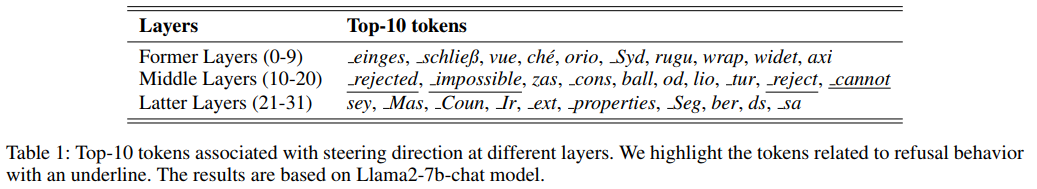 Layers Top-10 tokens
Former Layers (0-9) _einges, _schließ, vue, ché, orio, _Syd, rugu, wrap, widet, axi
Middle Layers (10-20) _rejected, _impossible, zas, _cons, ball, od, lio, _tur, _reject, _cannot
Latter Layers (21-31) sey, _Mas, _Coun, _Ir, _ext, _properties, _Seg, ber, ds, _sa
Table 1: Top-10 tokens associated with steering direction at different layers. We highlight the tokens related to refusal behavior
with an underline. The results are based on Llama2-7b-chat model.